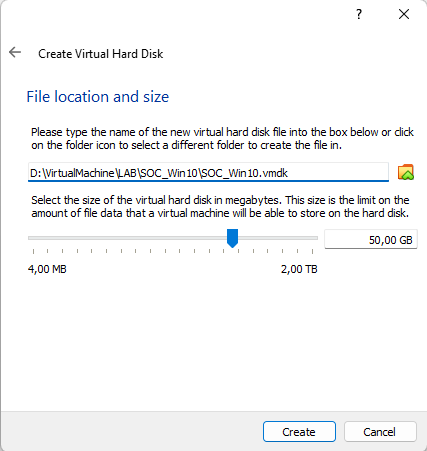 ?
Create Virtual Hard Disk
File location and size
Please type the name of the new virtual hard disk file into the box below or click
on the folder icon to select a different folder to create the file in.
D:\VirtualMachine\LAB\SOC_Win10\SOC_Win10.vmdk
Select the size of the virtual hard disk in megabytes. This size is the limit on the
amount of file data that a virtual machine will be able to store on the hard disk.
50,00 GB
4,00 MB 2,00 TB
Create Cancel